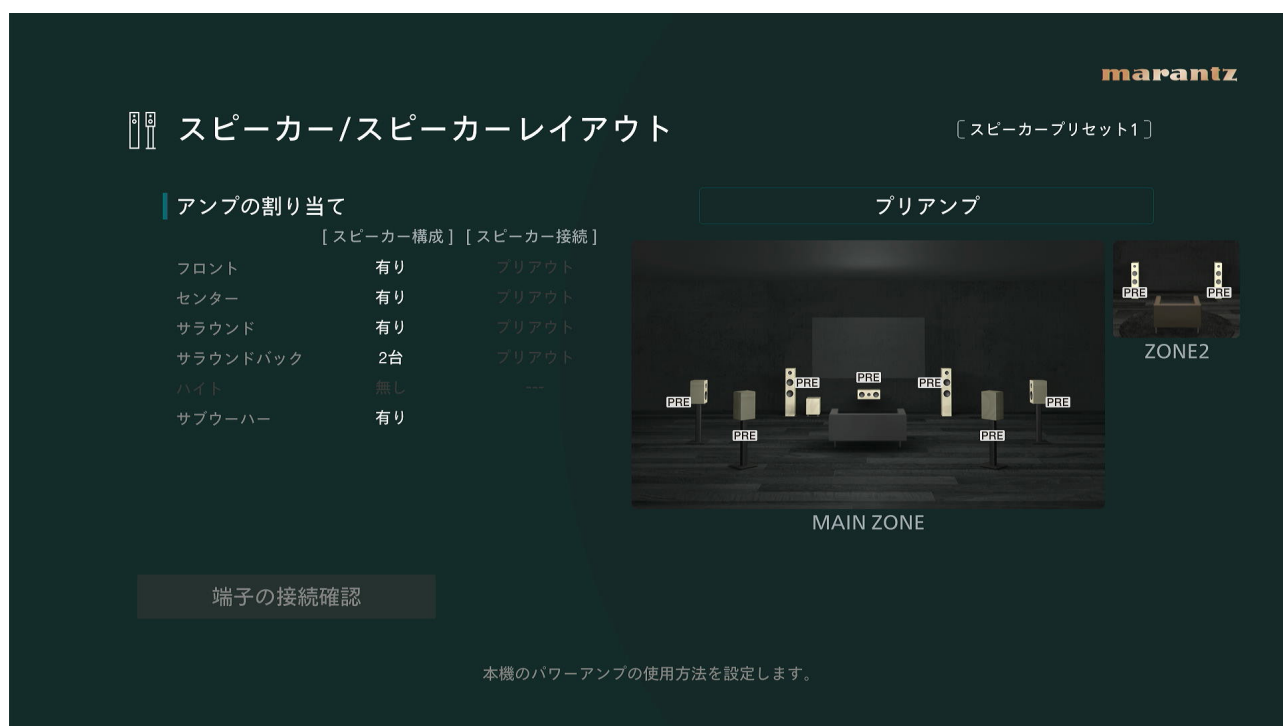 marantz
スピーカー/スピーカーレイアウト
［スピーカープリセット1］
アンプの割り当て
プリアンプ
[ スピーカー構成 ] [ スピーカー接続 ]
フロント 有り プリアウト
センター 有り プリアウト
サラウンド 有り プリアウト
サラウンドバック 2台 プリアウト
ハイト 無し ---
サブウーハー 有り
PRE PRE
ZONE2
PRE PRE PRE
PRE PRE
PRE PRE
MAIN ZONE
端子の接続確認
本機のパワーアンプの使用方法を設定します。